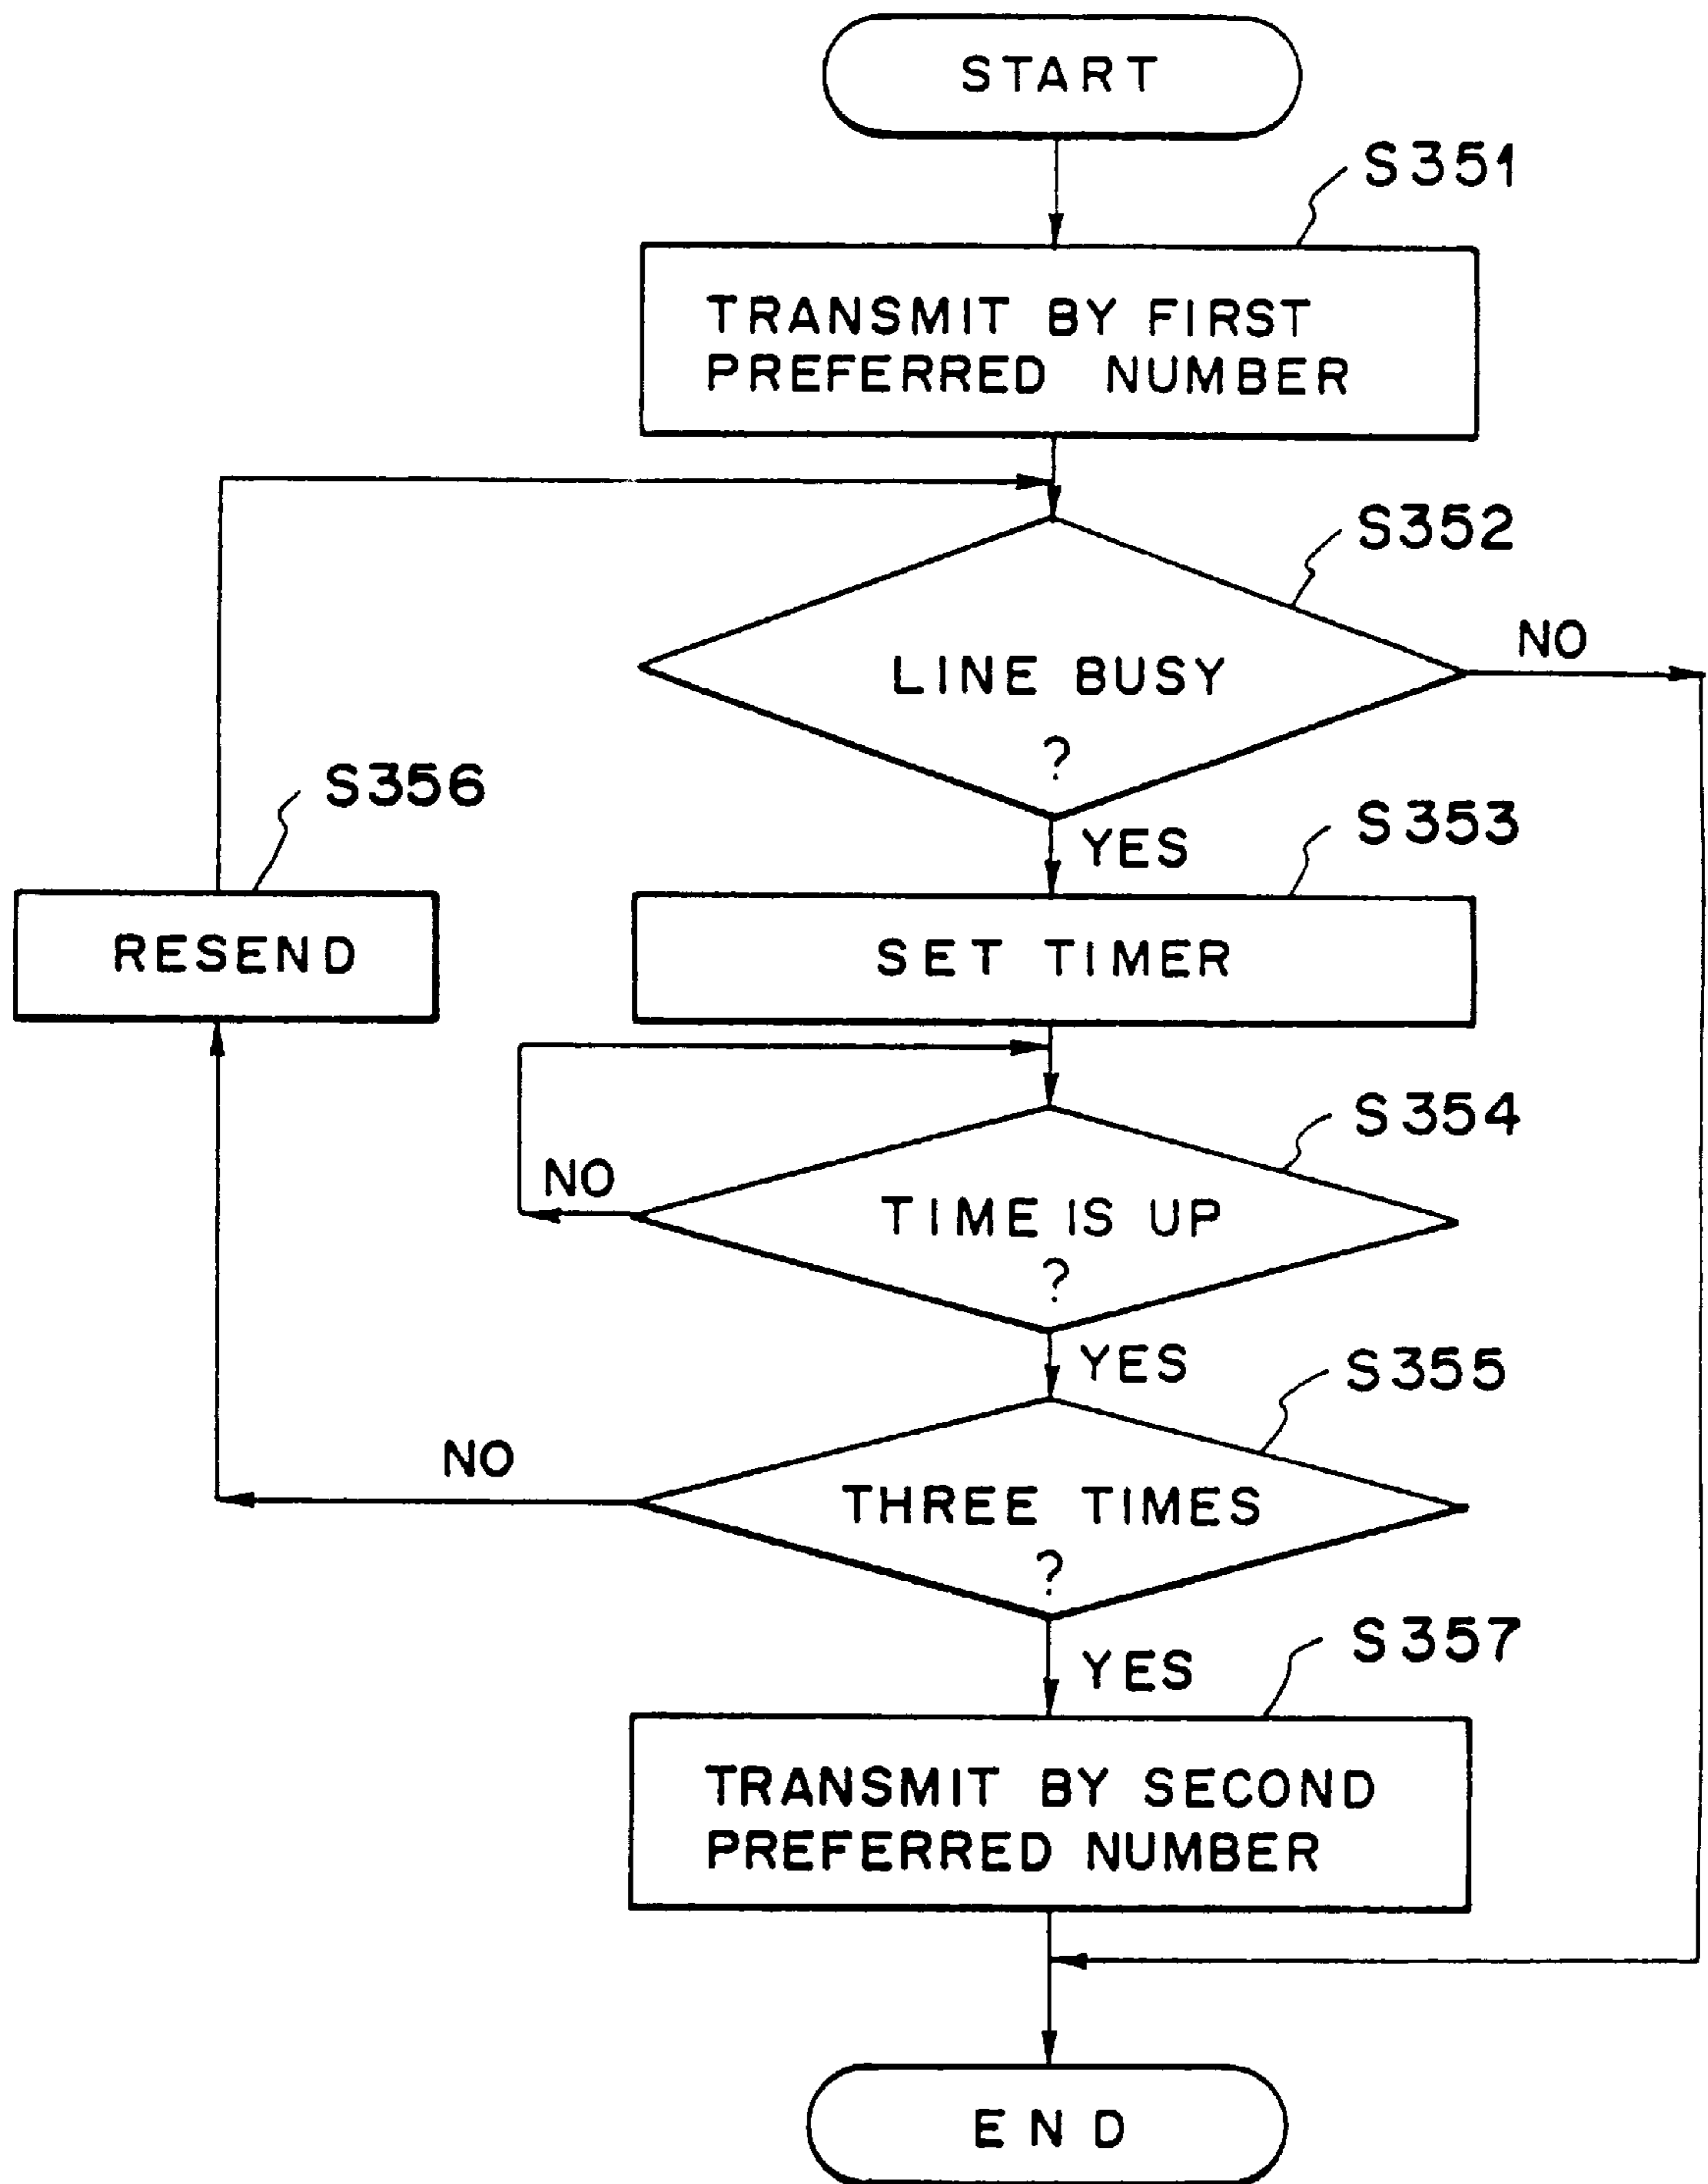 START
S351
TRANSMIT BY FIRST
PREFERRED NUMBER
S352
LINE BUSY
?
NO
YES
S356
RESEND
S353
SET TIMER
S354
TIME IS UP
?
NO
YES
S355
THREE TIMES
?
NO
YES
S357
TRANSMIT BY SECOND
PREFERRED NUMBER
END